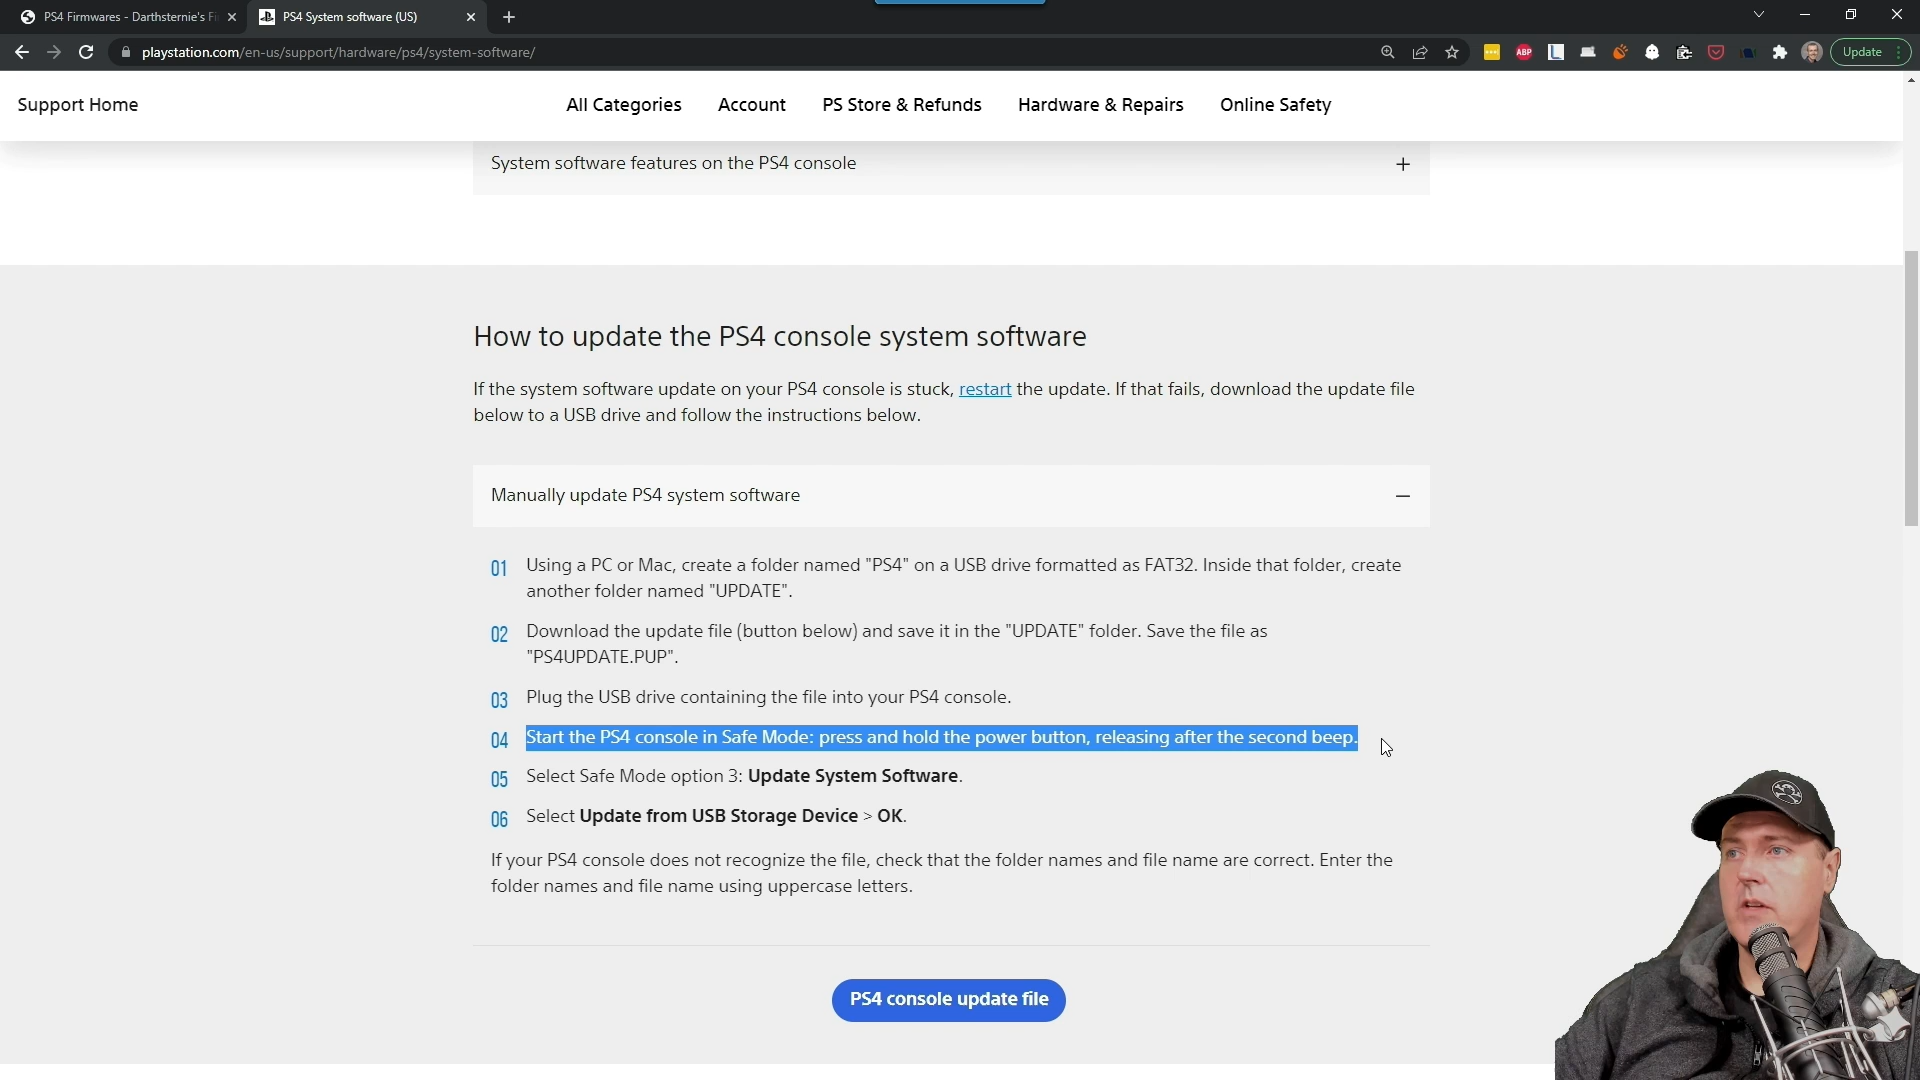 PS4 Firmwares - Darthsternie's Fi
PS4 System software (US)
playstation.com/en-us/support/hardware/ps4/system-software/
ABP
L
Update
Support Home
All Categories
Account
PS Store & Refunds
Hardware & Repairs
Online Safety
System software features on the PS4 console
How to update the PS4 console system software
If the system software update on your PS4 console is stuck, restart the update. If that fails, download the update file
below to a USB drive and follow the instructions below.
Manually update PS4 system software
01 Using a PC or Mac, create a folder named "PS4" on a USB drive formatted as FAT32. Inside that folder, create
another folder named "UPDATE".
02 Download the update file (button below) and save it in the "UPDATE" folder. Save the file as
"PS4UPDATE.PUP".
03 Plug the USB drive containing the file into your PS4 console.
04 Start the PS4 console in Safe Mode: press and hold the power button, releasing after the second beep.
05 Select Safe Mode option 3: Update System Software.
06 Select Update from USB Storage Device > OK.
If your PS4 console does not recognize the file, check that the folder names and file name are correct. Enter the
folder names and file name using uppercase letters.
PS4 console update file